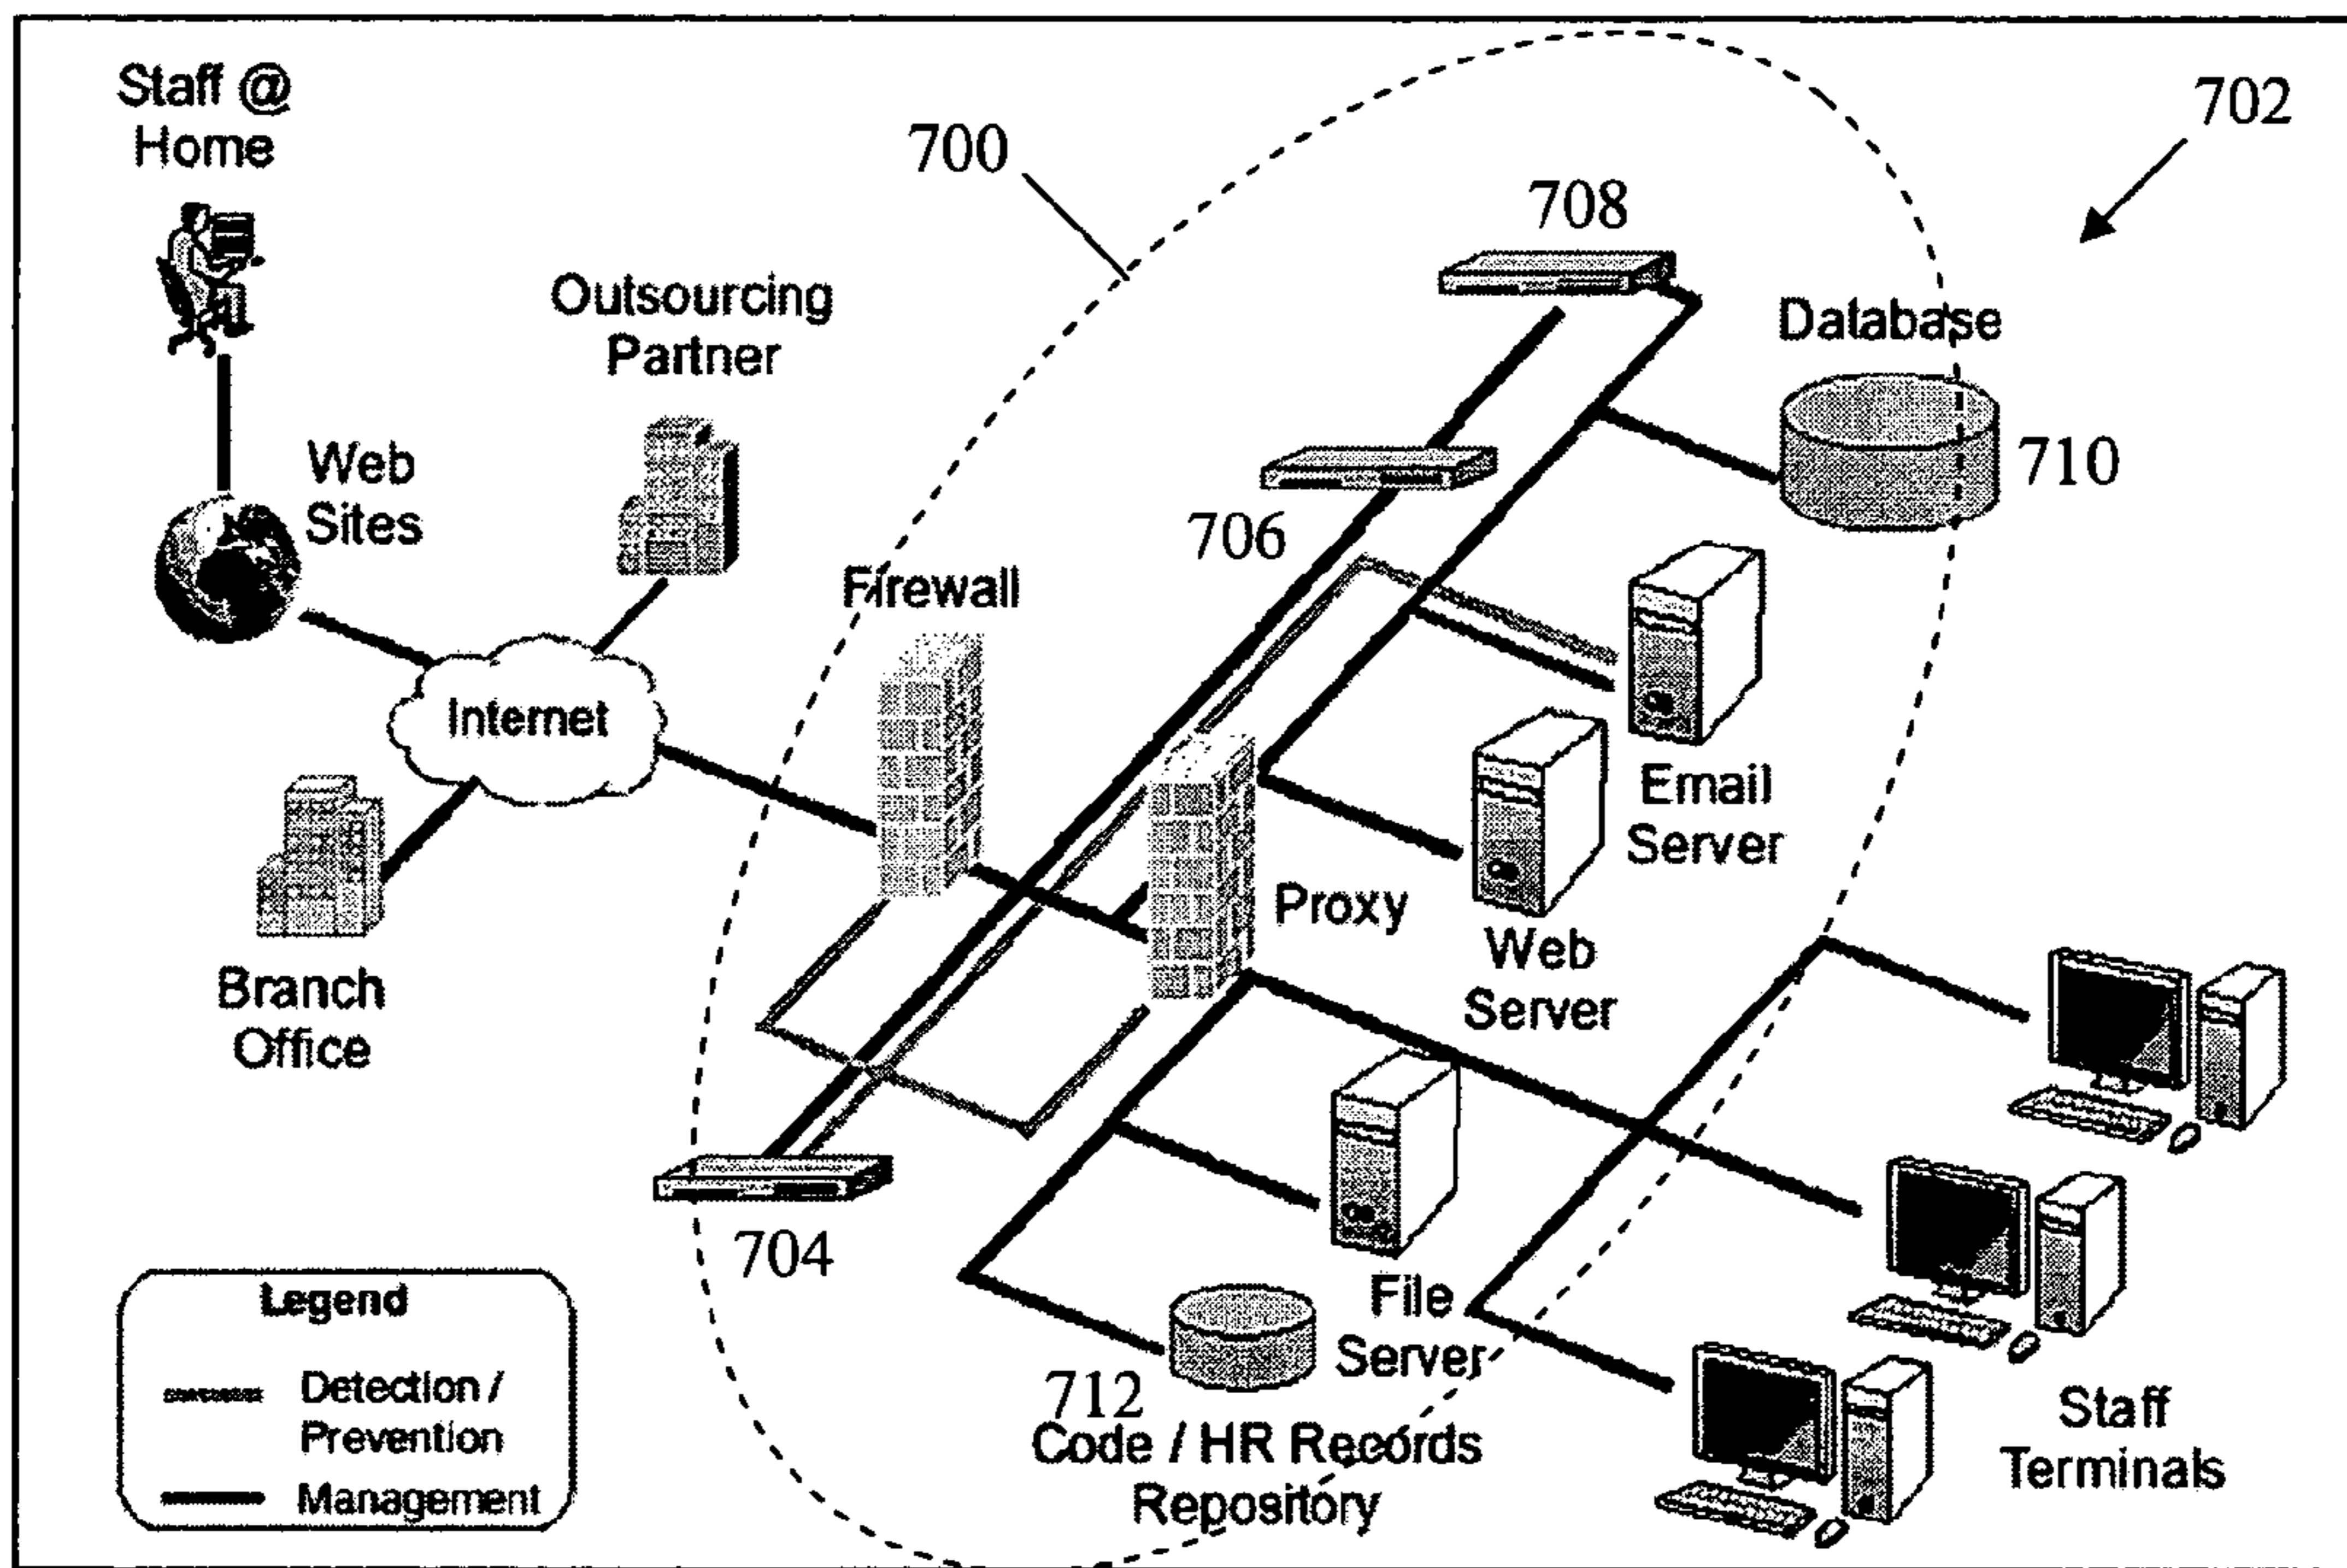 Staff @
Home
700
702
708
Outsourcing
Partner
Database
Web
Sites
710
706
Firewall
Internet
Email
Server
Proxy
Web
Server
Branch
Office
704
File
Server
712
Code / HR Records
Repository
Staff
Terminals
Legend
Detection /
Prevention
Management